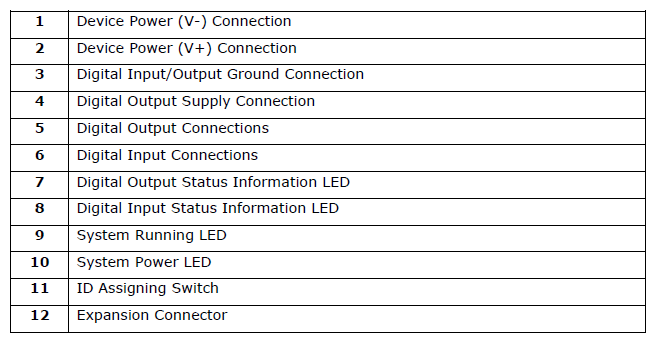 1 Device Power (V-) Connection
2 Device Power (V+) Connection
3 Digital Input/Output Ground Connection
4 Digital Output Supply Connection
5 Digital Output Connections
6 Digital Input Connections
7 Digital Output Status Information LED
8 Digital Input Status Information LED
9 System Running LED
10 System Power LED
11 ID Assigning Switch
12 Expansion Connector